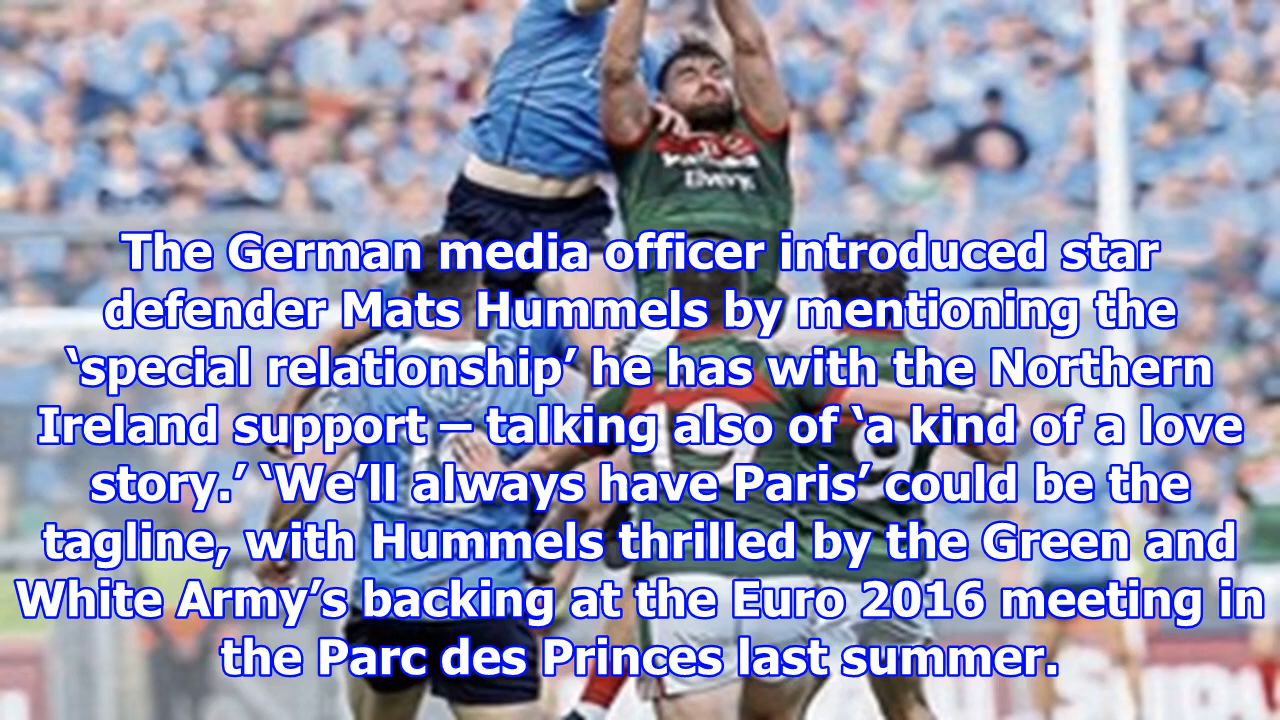 Elverys
The German media officer introduced star
defender Mats Hummels by mentioning the
‘special relationship’ he has with the Northern
Ireland support – talking also of ‘a kind of a love
19
9
story.’ ‘We’ll always have Paris’ could be the
tagline, with Hummels thrilled by the Green and
White Army’s backing at the Euro 2016 meeting in
the Parc des Princes last summer.